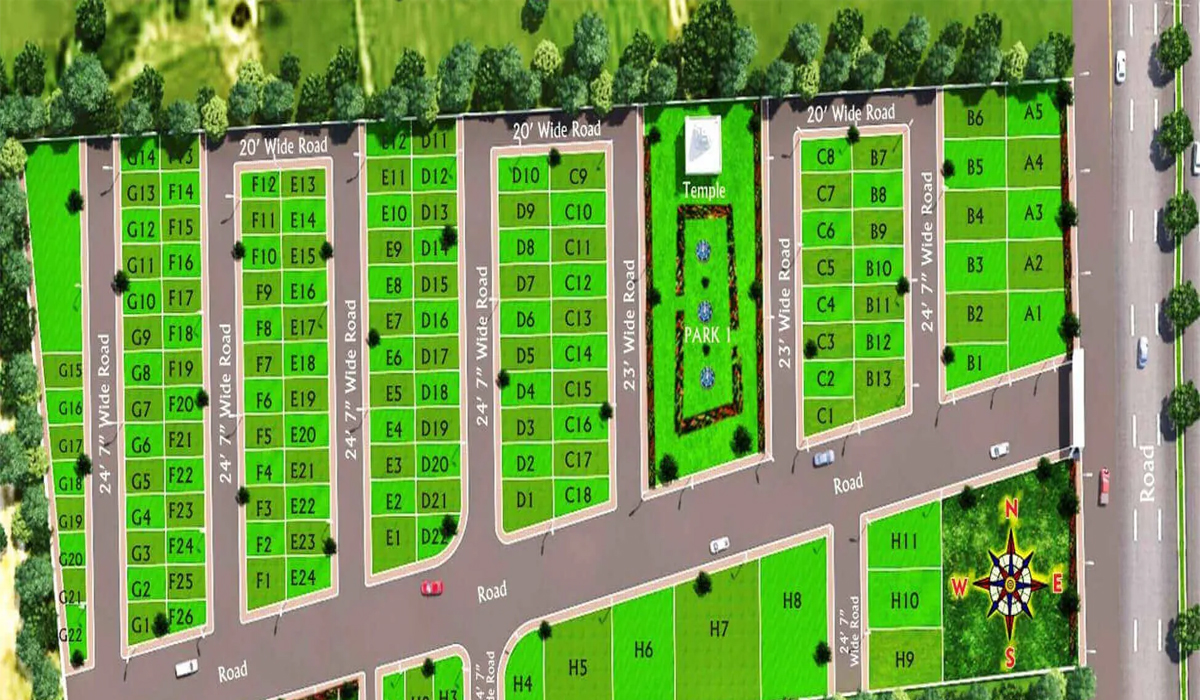 20' Wide Road
20' Wide Road
20' Wide Road
G14
G13 F14
G12 F15
G11 F16
G10 F17
G9 F18
G8 F19
G7 F20
G6 F21
G5 F22
G4 F23
G3 F24
G2 F25
G1 F26
G15
G16
G17
G18
G19
G20
G21
G22
24' 7" Wide Road
F12 E13
F11 E14
F10 E15
F9 E16
F8 E17
F7 E18
F6 E19
F5 E20
F4 E21
F3 E22
F2 E23
F1 E24
24' 7" Wide Road
24' 7" Wide Road
E12 D11
E11 D12
E10 D13
E9 D14
E8 D15
E7 D16
E6 D17
E5 D18
E4 D19
E3 D20
E2 D21
E1 D22
24' 7" Wide Road
D10 C9
D9 C10
D8 C11
D7 C12
D6 C13
D5 C14
D4 C15
D3 C16
D2 C17
D1 C18
23' Wide Road
Temple
PARK 1
23' Wide Road
C8 B7
C7 B8
C6 B9
C5 B10
C4 B11
C3 B12
C2 B13
C1
24' 7" Wide Road
B6 A5
B5 A4
B4 A3
B3 A2
B2 A1
B1
Road
Road
Road
Road
H3
H4
H5
H6
H7
H8
24' 7"
Wide Road
H11
H10
H9
N
W E
S